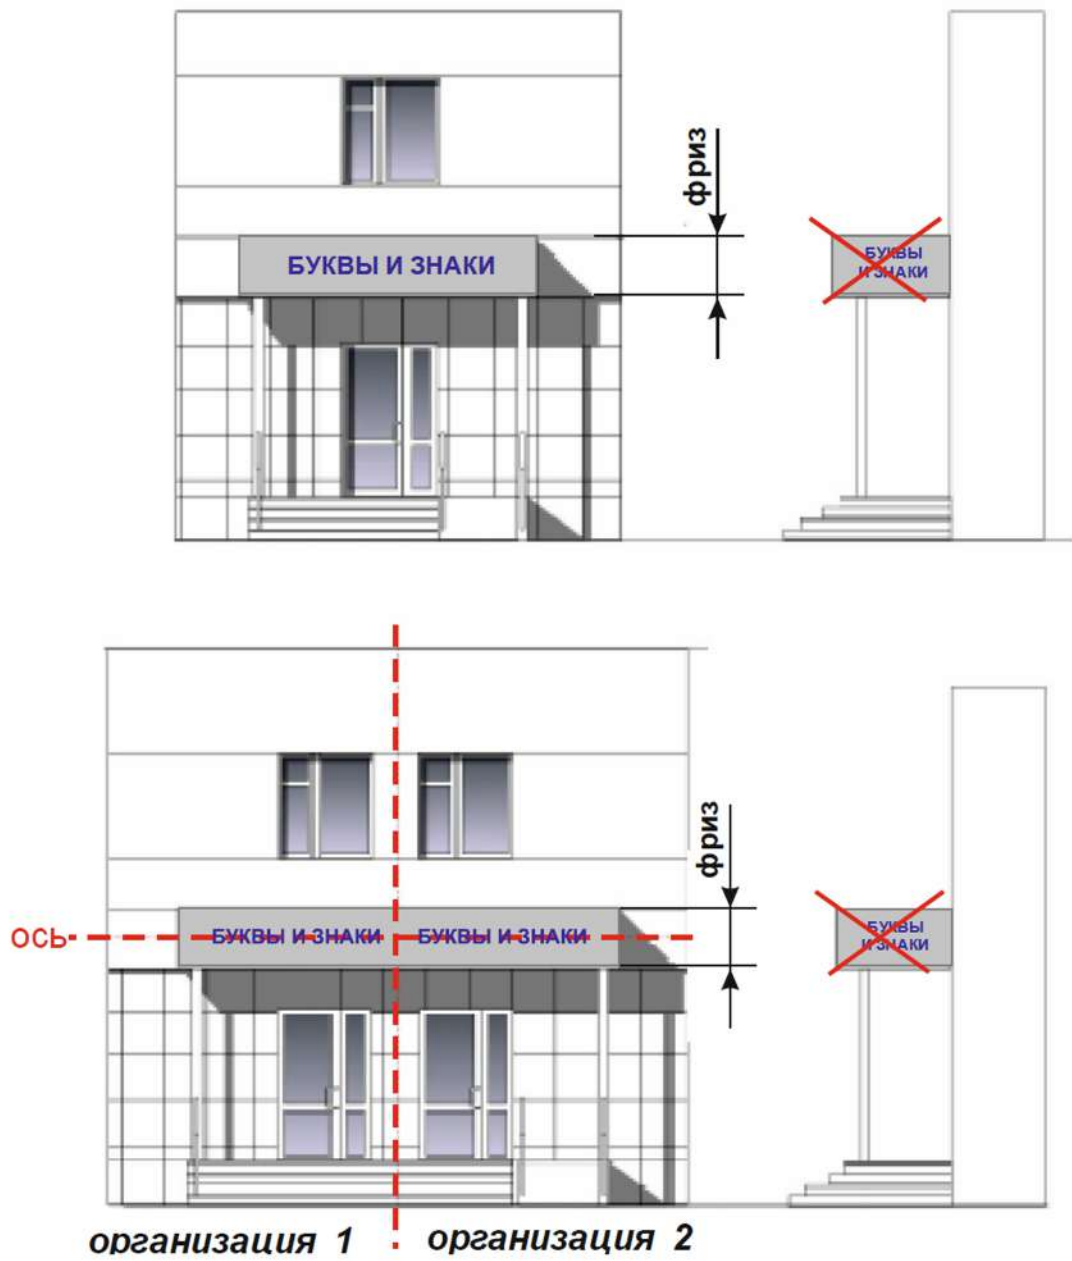 фриз
БУКВЫ И ЗНАКИ
БУКВЫ
И ЗНАКИ
фриз
ОСЬ
БУКВЫ И ЗНАКИ БУКВЫ И ЗНАКИ
БУКВЫ
И ЗНАКИ
организация 1 организация 2